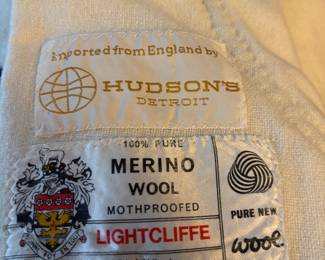 imported from England by
HUDSON'S
DETROIT
100% PURE
MERINO
WOOL
MOTHPROOFED
LIGHTCLIFFE
PURE NEW
wool